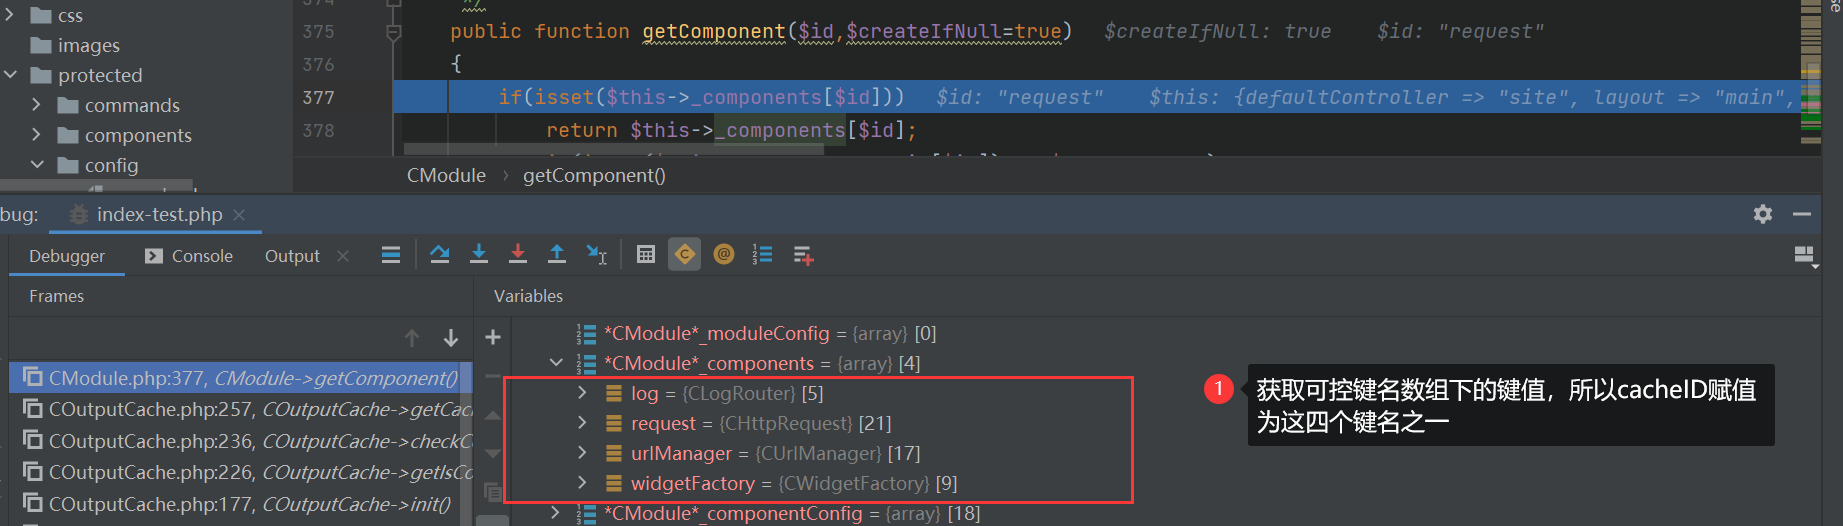 css
images
protected
commands
components
config
374
*/
375 public function getComponent($id,$createIfNull=true) $createIfNull: true $id: "request"
376 {
377 if(isset($this->_components[$id])) $id: "request" $this: {defaultController => "site", layout => "main",
378 return $this->_components[$id];
CModule > getComponent()
bug: index-test.php
Debugger Console Output
Frames
Variables
CModule.php:377, CModule->getComponent()
COutputCache.php:257, COutputCache->getCac
COutputCache.php:236, COutputCache->checkCo
COutputCache.php:226, COutputCache->getIsCo
COutputCache.php:177, COutputCache->init()
*CModule*_moduleConfig = {array} [0]
*CModule*_components = {array} [4]
log = {CLogRouter} [5]
request = {CHttpRequest} [21]
urlManager = {CUrlManager} [17]
widgetFactory = {CWidgetFactory} [9]
*CModule*_componentConfig = {array} [18]
1
获取可控键名数组下的键值，所以cacheID赋值
为这四个键名之一